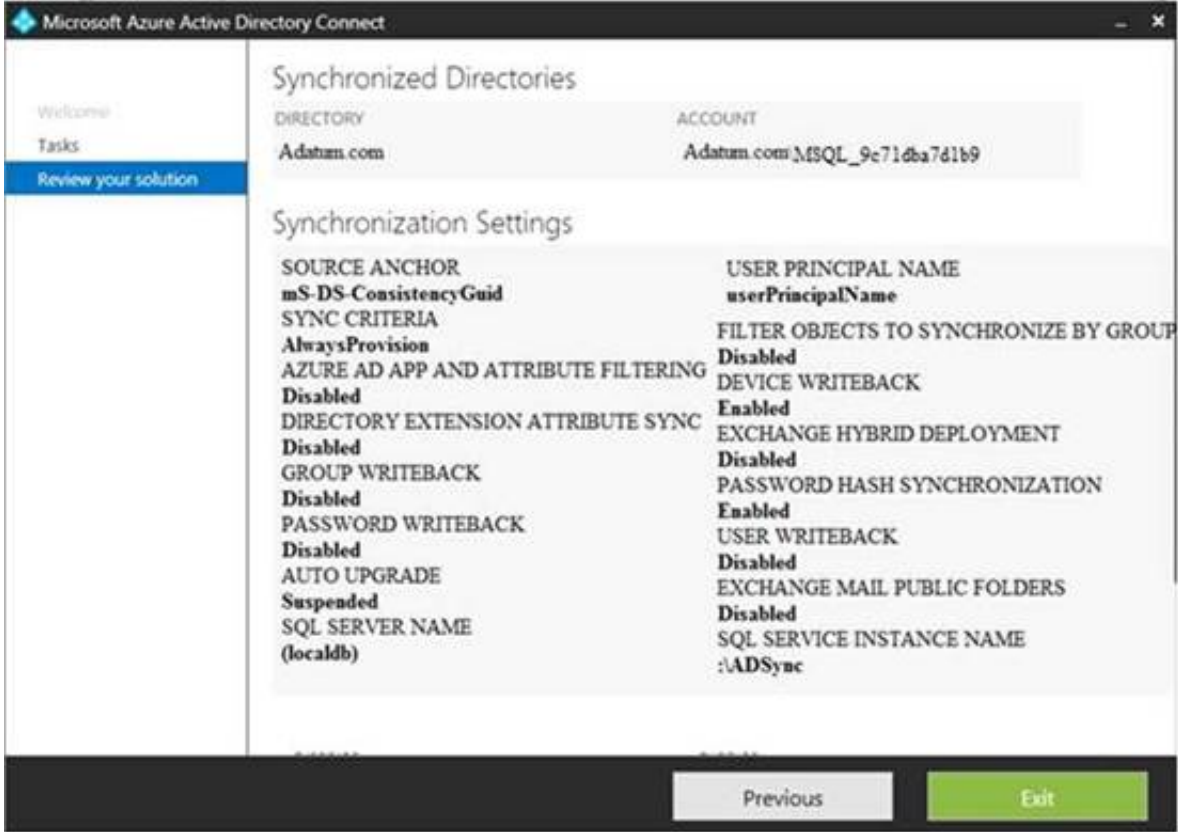 Microsoft Azure Active Directory Connect
Welcome
Tasks
Review your solution
Synchronized Directories
DIRECTORY ACCOUNT
Adatum.com Adatum.com\MSQL_9c71dba7d1b9
Synchronization Settings
SOURCE ANCHOR
mS-DS-ConsistencyGuid
SYNC CRITERIA
AlwaysProvision
AZURE AD APP AND ATTRIBUTE FILTERING
Disabled
DIRECTORY EXTENSION ATTRIBUTE SYNC
Disabled
GROUP WRITEBACK
Disabled
PASSWORD WRITEBACK
Disabled
AUTO UPGRADE
Suspended
SQL SERVER NAME
(localdb)
USER PRINCIPAL NAME
userPrincipalName
FILTER OBJECTS TO SYNCHRONIZE BY GROUP
Disabled
DEVICE WRITEBACK
Enabled
EXCHANGE HYBRID DEPLOYMENT
Disabled
PASSWORD HASH SYNCHRONIZATION
Enabled
USER WRITEBACK
Disabled
EXCHANGE MAIL PUBLIC FOLDERS
Disabled
SQL SERVICE INSTANCE NAME
:\ADSync
Previous
Exit